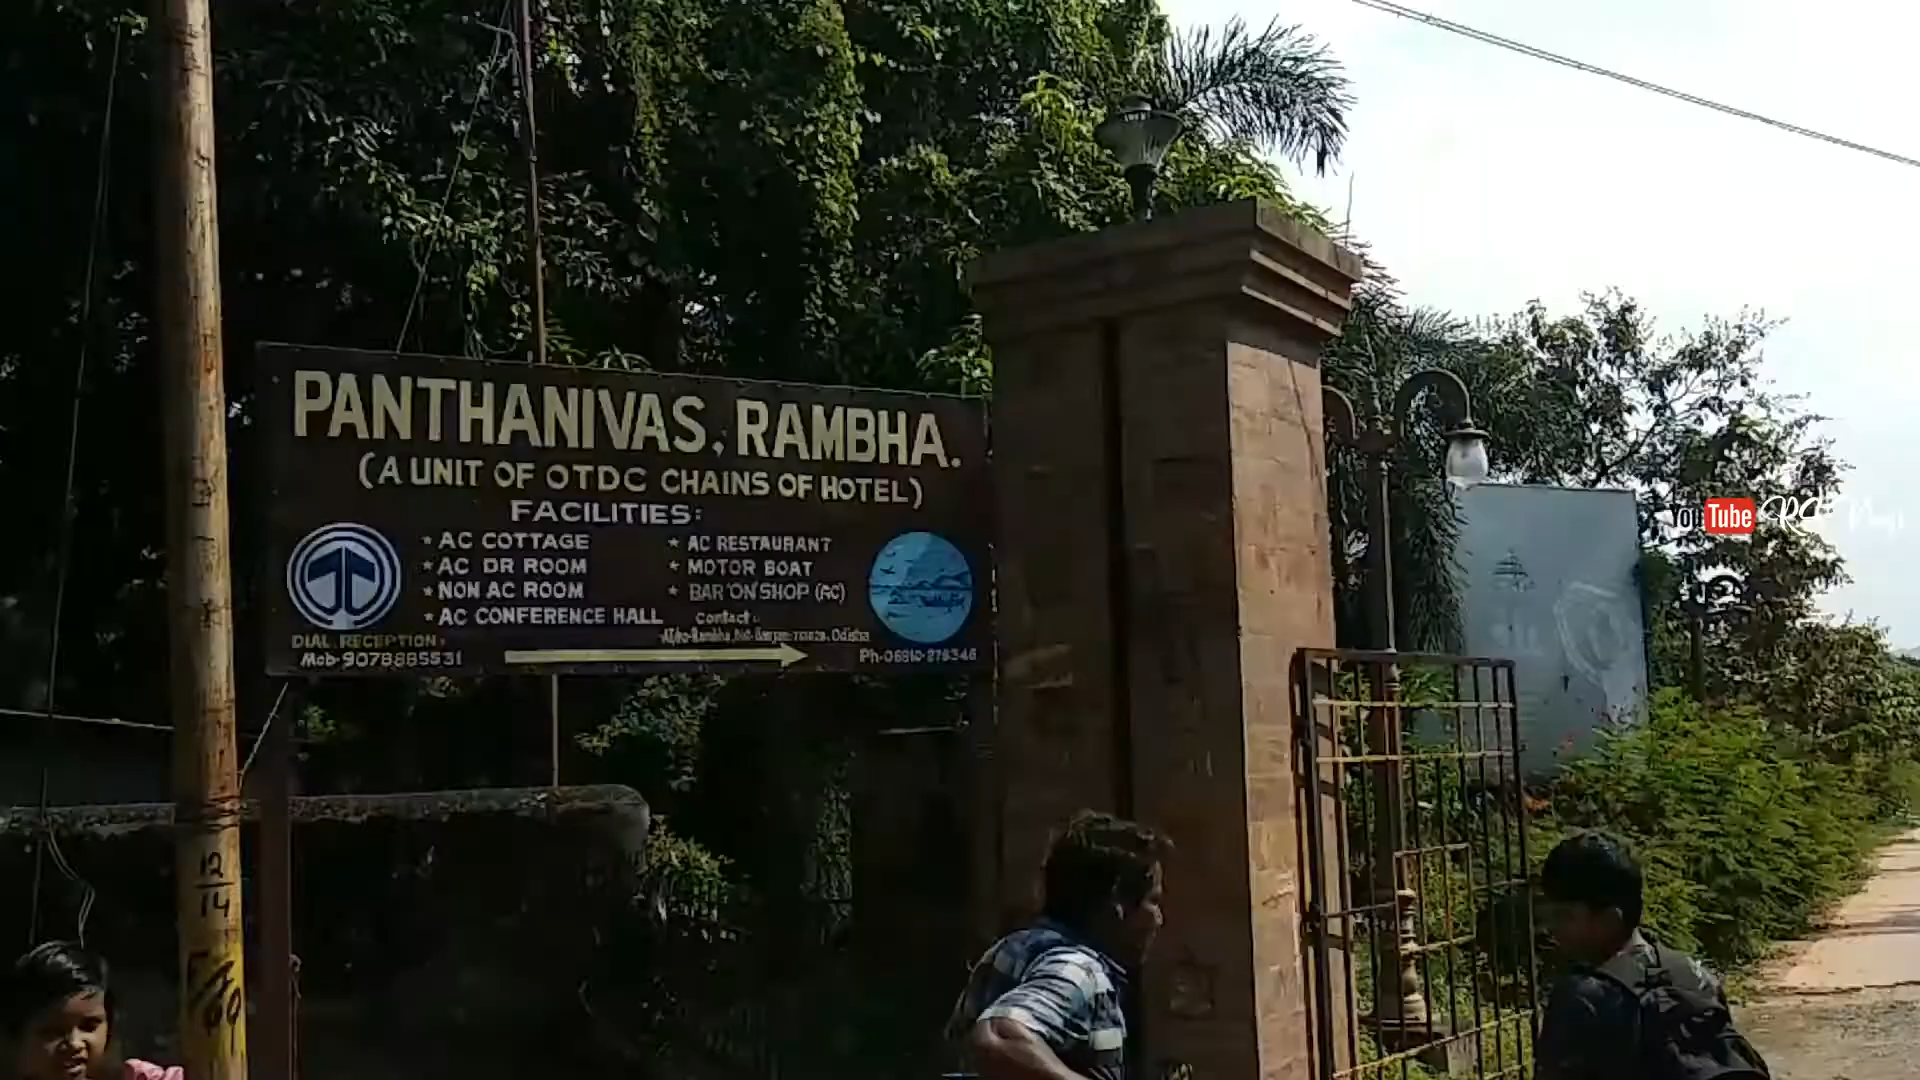 PANTHANIVAS, RAMBHA.
(A UNIT OF OTDC CHAINS OF HOTEL)
FACILITIES:
* AC COTTAGE
* AC DR ROOM
* NON AC ROOM
* AC CONFERENCE HALL
* AC RESTAURANT
* MOTOR BOAT
* BAR 'ON SHOP (AC)
Contact:
Odisha
DIAL RECEPTION:
Mob-9078885531
Ph-06810-278346
12
14
YouTube